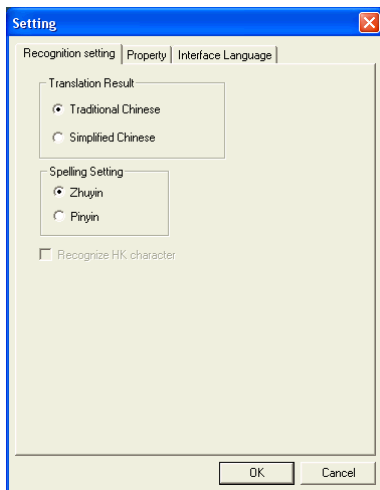 Setting
Recognition setting Property Interface Language
Translation Result
Traditional Chinese
Simplified Chinese
Spelling Setting
Zhuyin
Pinyin
Recognize HK character
OK Cancel